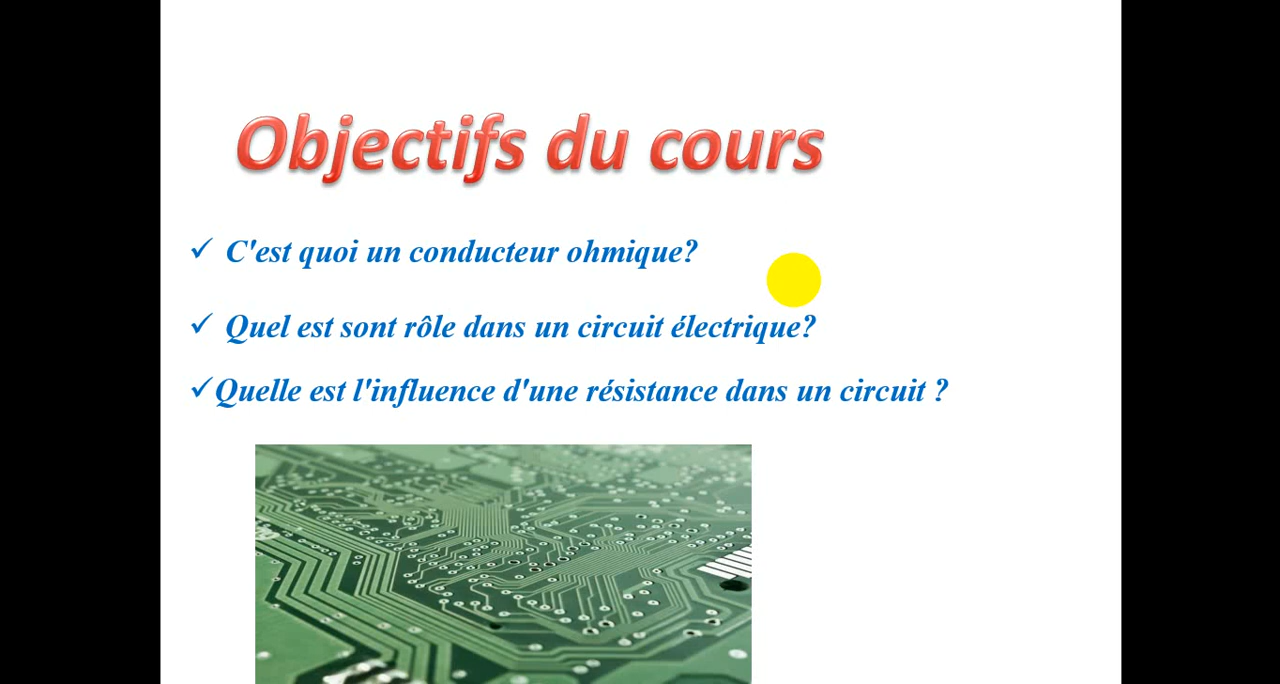 Objectifs du cours
✓ C'est quoi un conducteur ohmique?
✓ Quel est sont rôle dans un circuit électrique?
✓Quelle est l'influence d'une résistance dans un circuit ?